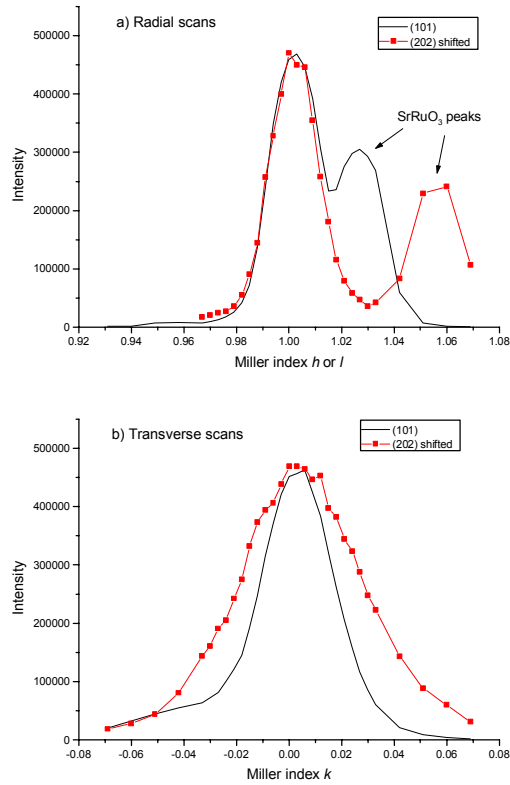 a) Radial scans
(101)
(202) shifted
SrRuO3 peaks
Intensity
500000
400000
300000
200000
100000
0
0.92 0.94 0.96 0.98 1.00 1.02 1.04 1.06 1.08
Miller index h or l
b) Transverse scans
(101)
(202) shifted
Intensity
500000
400000
300000
200000
100000
0
-0.08 -0.06 -0.04 -0.02 0.00 0.02 0.04 0.06 0.08
Miller index k